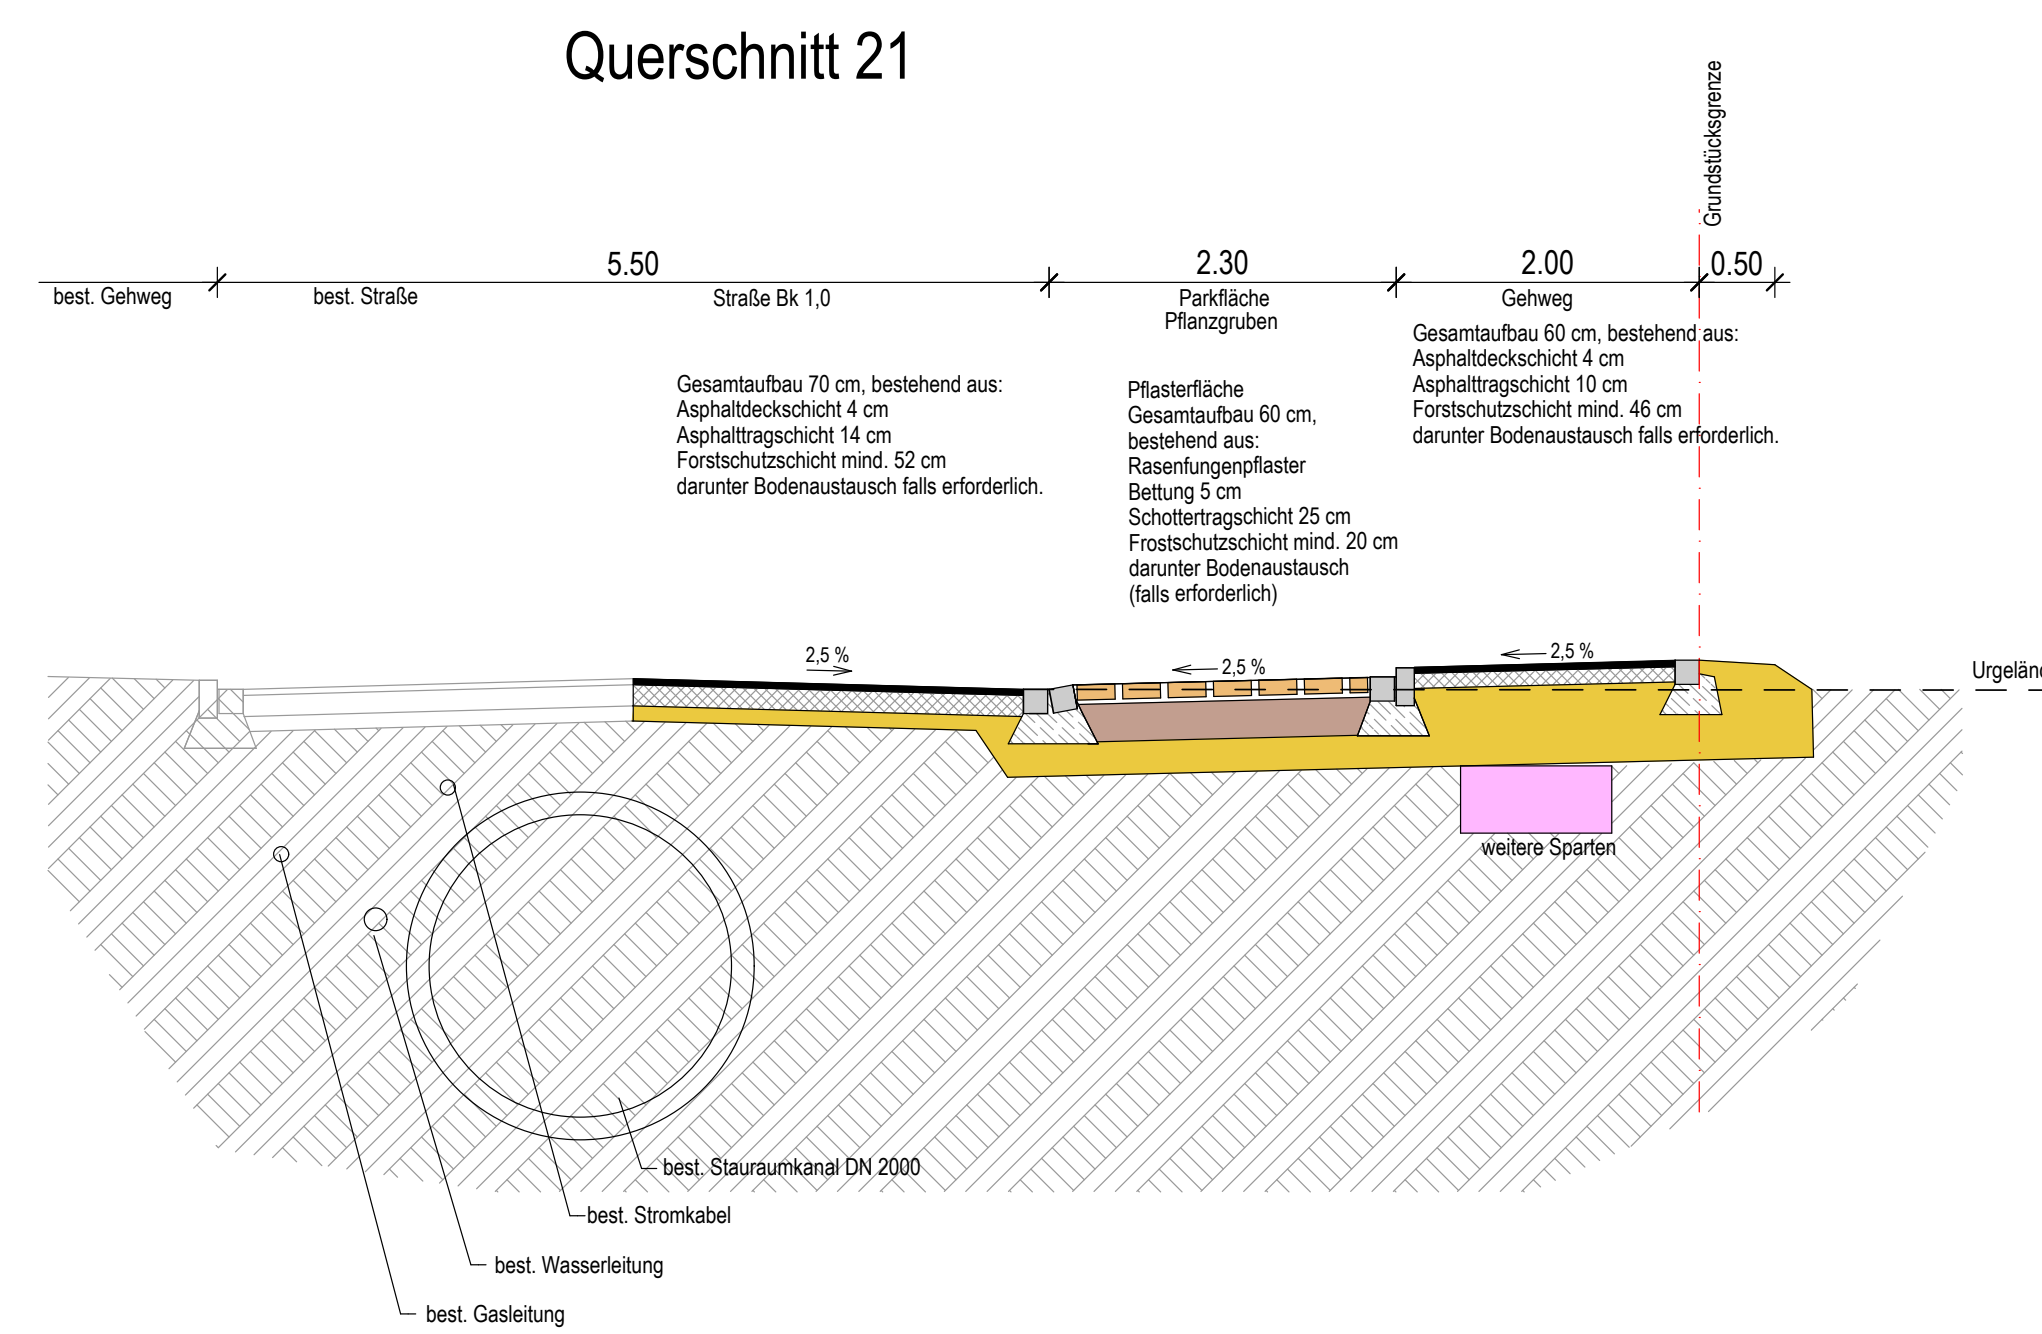 Querschnitt 21
Grundstücksgrenze
5.50
2.30
2.00
0.50
best. Gehweg
best. Straße
Straße Bk 1,0
Parkfläche
Pflanzgruben
Gehweg
Gesamtaufbau 70 cm, bestehend aus:
Asphaltdeckschicht 4 cm
Asphalttragschicht 14 cm
Forstschutzschicht mind. 52 cm
darunter Bodenaustausch falls erforderlich.
Pflasterfläche
Gesamtaufbau 60 cm,
bestehend aus:
Rasenfungenpflaster
Bettung 5 cm
Schottertragschicht 25 cm
Frostschutzschicht mind. 20 cm
darunter Bodenaustausch
(falls erforderlich)
Gesamtaufbau 60 cm, bestehend aus:
Asphaltdeckschicht 4 cm
Asphalttragschicht 10 cm
Forstschutzschicht mind. 46 cm
darunter Bodenaustausch falls erforderlich.
2,5 %
2,5 %
2,5 %
weitere Sparten
best. Stauraumkanal DN 2000
best. Stromkabel
best. Wasserleitung
best. Gasleitung